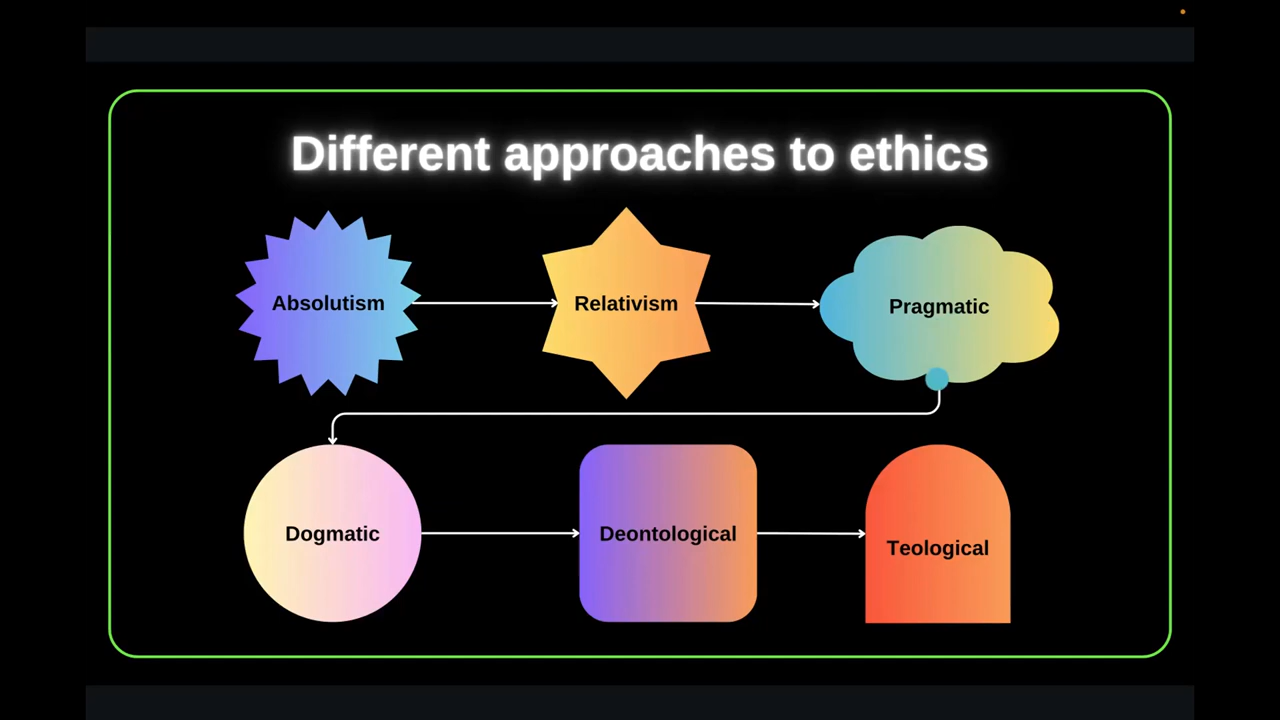 Different approaches to ethics
Absolutism
Relativism
Pragmatic
Dogmatic
Deontological
Teological